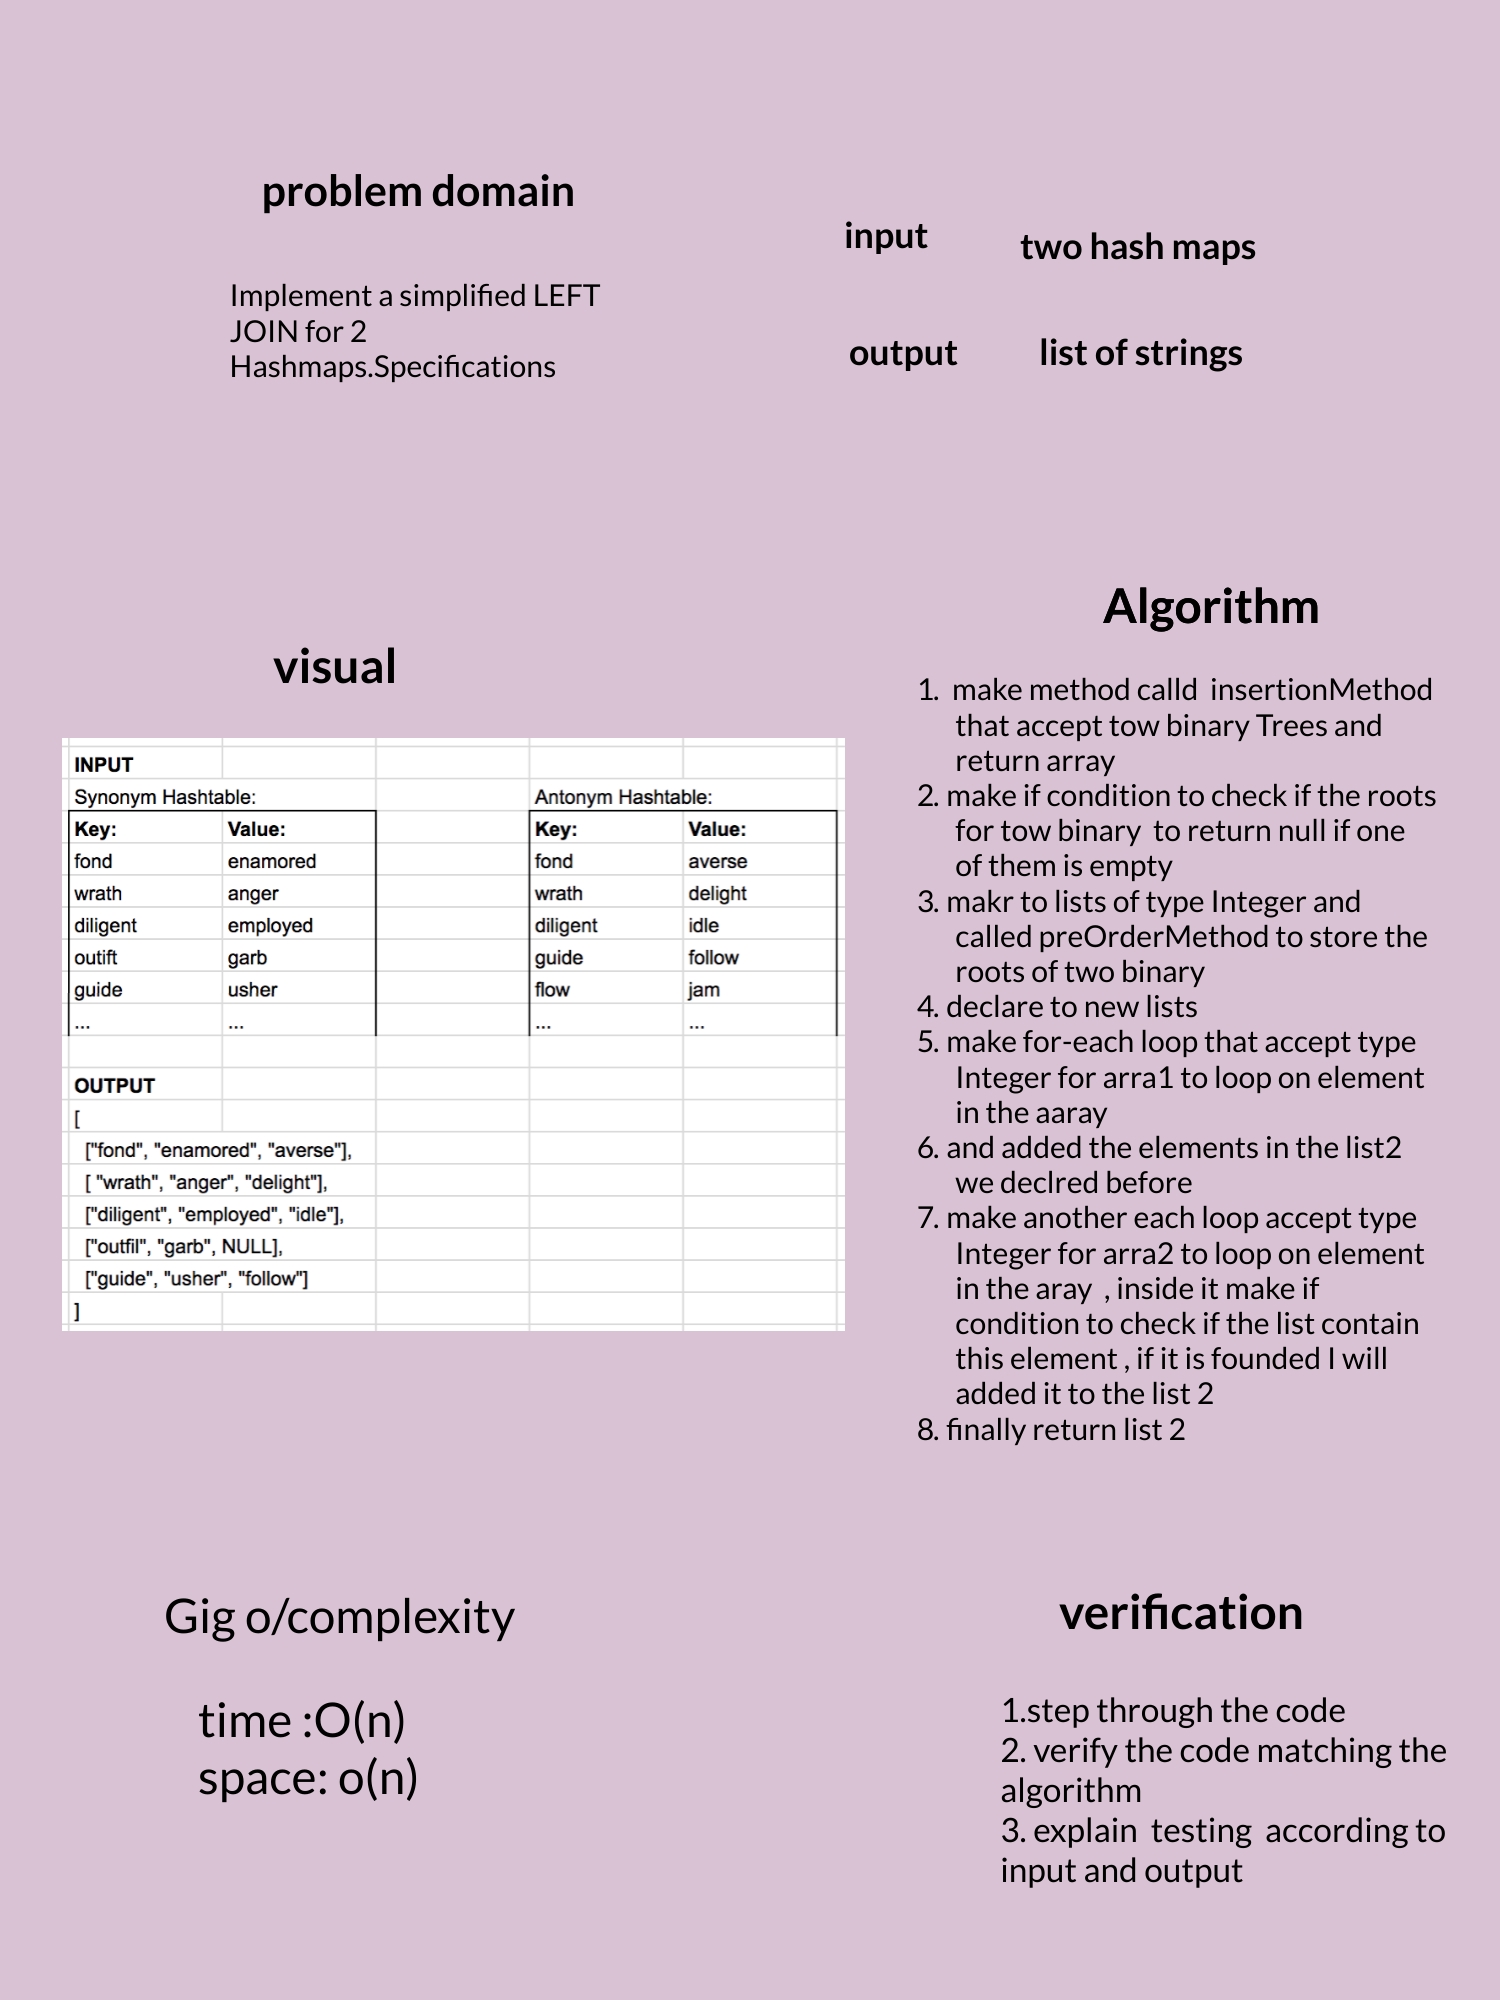 problem domain
Implement a simplified LEFT
JOIN for 2
Hashmaps.Specifications
input
two hash maps
output
list of strings
visual
INPUT
Synonym Hashtable: Antonym Hashtable:
Key: Value: Key: Value:
fond enamored fond averse
wrath anger wrath delight
diligent employed diligent idle
outift garb guide follow
guide usher flow jam
... ... ... ...
OUTPUT
[
["fond", "enamored", "averse"],
[ "wrath", "anger", "delight"],
["diligent", "employed", "idle"],
["outfil", "garb", NULL],
["guide", "usher", "follow"]
]
Algorithm
1. make method calld insertionMethod
that accept tow binary Trees and
return array
2. make if condition to check if the roots
for tow binary to return null if one
of them is empty
3. makr to lists of type Integer and
called preOrderMethod to store the
roots of two binary
4. declare to new lists
5. make for-each loop that accept type
Integer for arra1 to loop on element
in the aaray
6. and added the elements in the list2
we declred before
7. make another each loop accept type
Integer for arra2 to loop on element
in the aray , inside it make if
condition to check if the list contain
this element , if it is founded I will
added it to the list 2
8. finally return list 2
Gig o/complexity
time :O(n)
space: o(n)
verification
1.step through the code
2. verify the code matching the
algorithm
3. explain testing according to
input and output